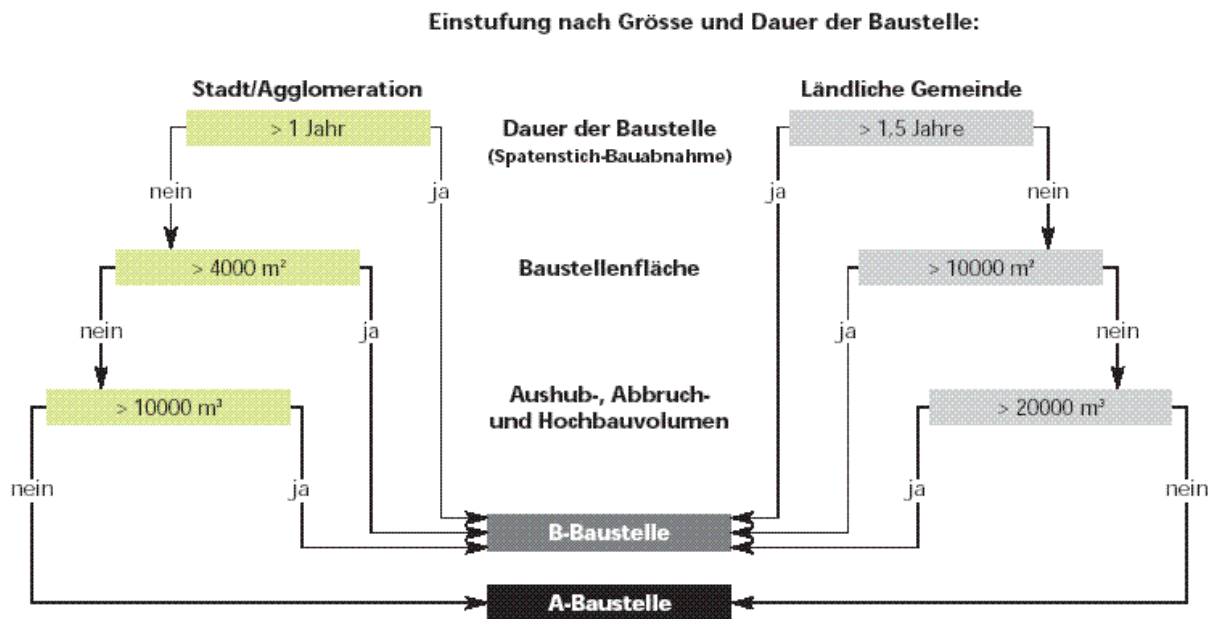 Einstufung nach Grösse und Dauer der Baustelle:
Stadt/Agglomeration
Ländliche Gemeinde
> 1 Jahr
Dauer der Baustelle
(Spatenstich-Bauabnahme)
> 1,5 Jahre
nein
ja
ja
nein
> 4000 m²
Baustellenfläche
> 10000 m²
nein
ja
ja
nein
> 10000 m³
Aushub-, Abbruch-
und Hochbauvolumen
> 20000 m³
nein
ja
ja
nein
B-Baustelle
A-Baustelle